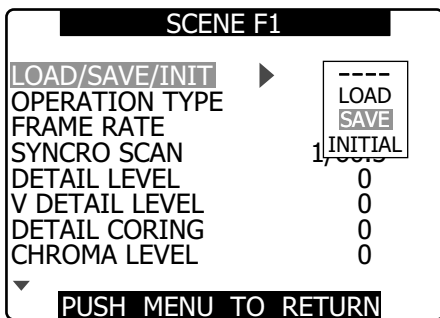 SCENE F1
LOAD/SAVE/INIT
----
OPERATION TYPE
LOAD
FRAME RATE
SAVE
SYNCRO SCAN
INITIAL
DETAIL LEVEL 0
V DETAIL LEVEL 0
DETAIL CORING 0
CHROMA LEVEL 0
PUSH MENU TO RETURN